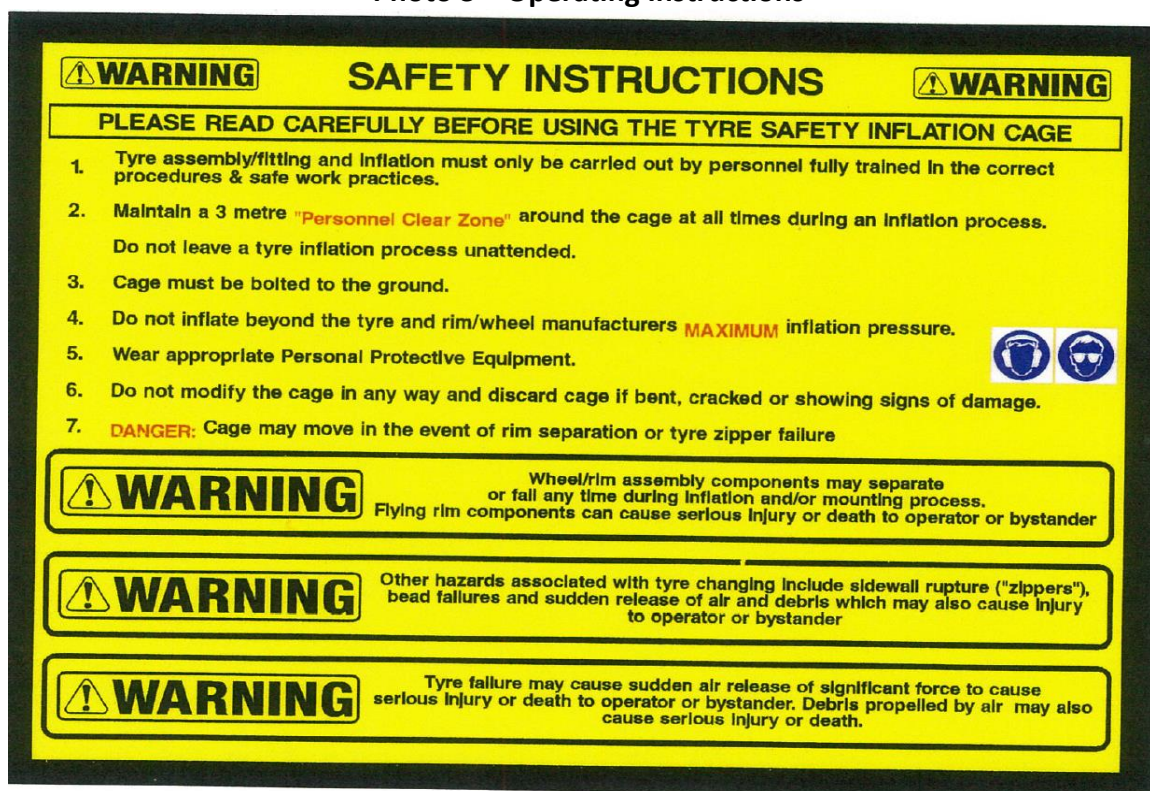 WARNING SAFETY INSTRUCTIONS WARNING
PLEASE READ CAREFULLY BEFORE USING THE TYRE SAFETY INFLATION CAGE
1. Tyre assembly/fitting and inflation must only be carried out by personnel fully trained in the correct
procedures & safe work practices.
2. Maintain a 3 metre "Personnel Clear Zone" around the cage at all times during an inflation process.
Do not leave a tyre inflation process unattended.
3. Cage must be bolted to the ground.
4. Do not inflate beyond the tyre and rim/wheel manufacturers MAXIMUM inflation pressure.
5. Wear appropriate Personal Protective Equipment.
6. Do not modify the cage in any way and discard cage if bent, cracked or showing signs of damage.
7. DANGER: Cage may move in the event of rim separation or tyre zipper failure
WARNING
Wheel/rim assembly components may separate
or fail any time during inflation and/or mounting process.
Flying rim components can cause serious injury or death to operator or bystander
WARNING
Other hazards associated with tyre changing include sidewall rupture ("zippers"),
bead failures and sudden release of air and debris which may also cause injury
to operator or bystander
WARNING
Tyre failure may cause sudden air release of significant force to cause
serious injury or death to operator or bystander. Debris propelled by air may also
cause serious injury or death.